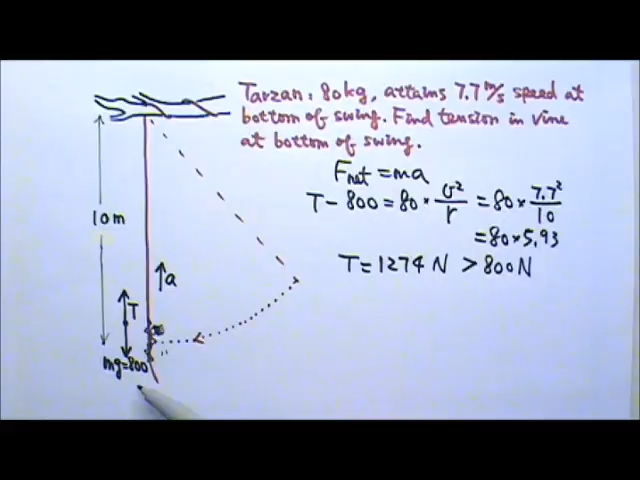 Tarzan: 80kg, attains 7.7 m/s speed at
bottom of swing. Find tension in vine
at bottom of swing.
Fnet = ma
T - 800 = 80 × v²/r = 80 × 7.7²/10
= 80 × 5.93
T = 1274 N > 800N
10m
a
T
mg=800